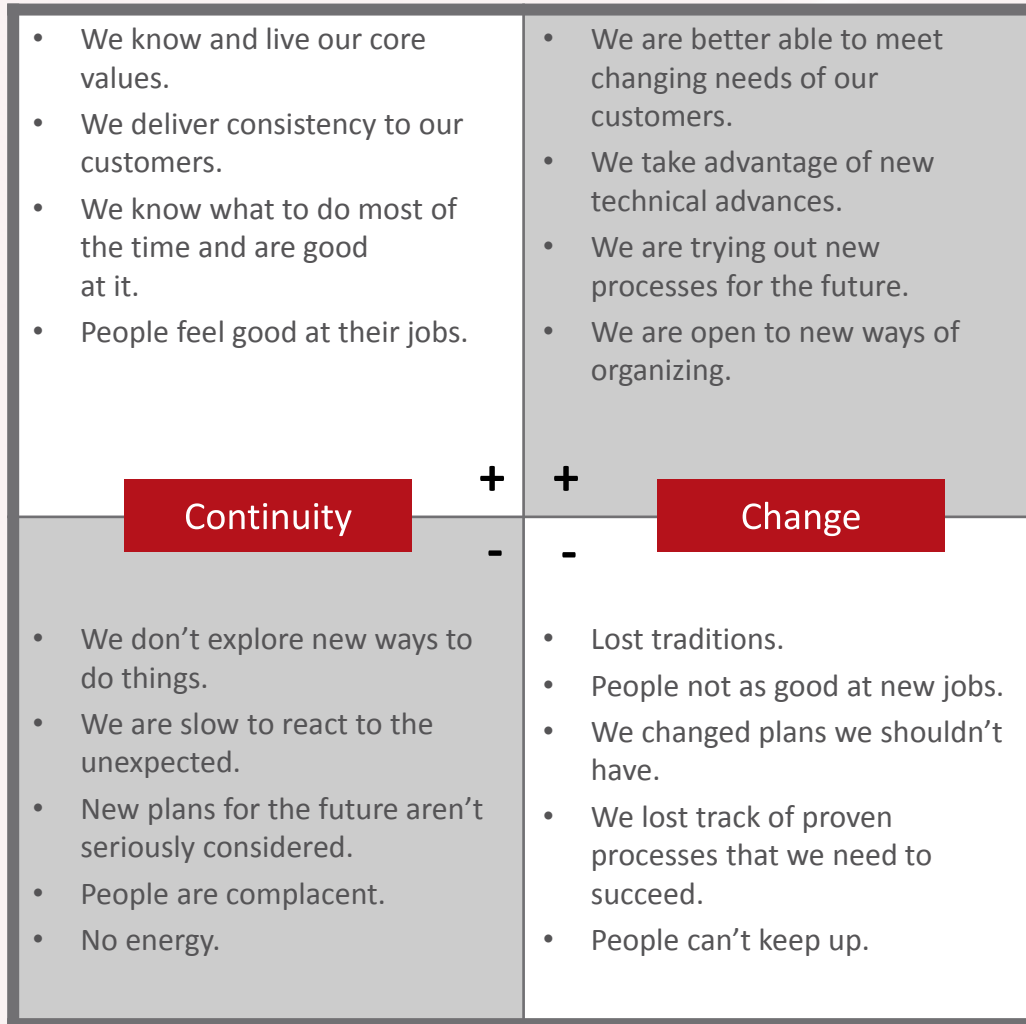 • We know and live our core
values.
• We deliver consistency to our
customers.
• We know what to do most of
the time and are good
at it.
• People feel good at their jobs.
+
Continuity
-
• We are better able to meet
changing needs of our
customers.
• We take advantage of new
technical advances.
• We are trying out new
processes for the future.
• We are open to new ways of
organizing.
+
Change
-
• We don’t explore new ways to
do things.
• We are slow to react to the
unexpected.
• New plans for the future aren’t
seriously considered.
• People are complacent.
• No energy.
• Lost traditions.
• People not as good at new jobs.
• We changed plans we shouldn’t
have.
• We lost track of proven
processes that we need to
succeed.
• People can’t keep up.